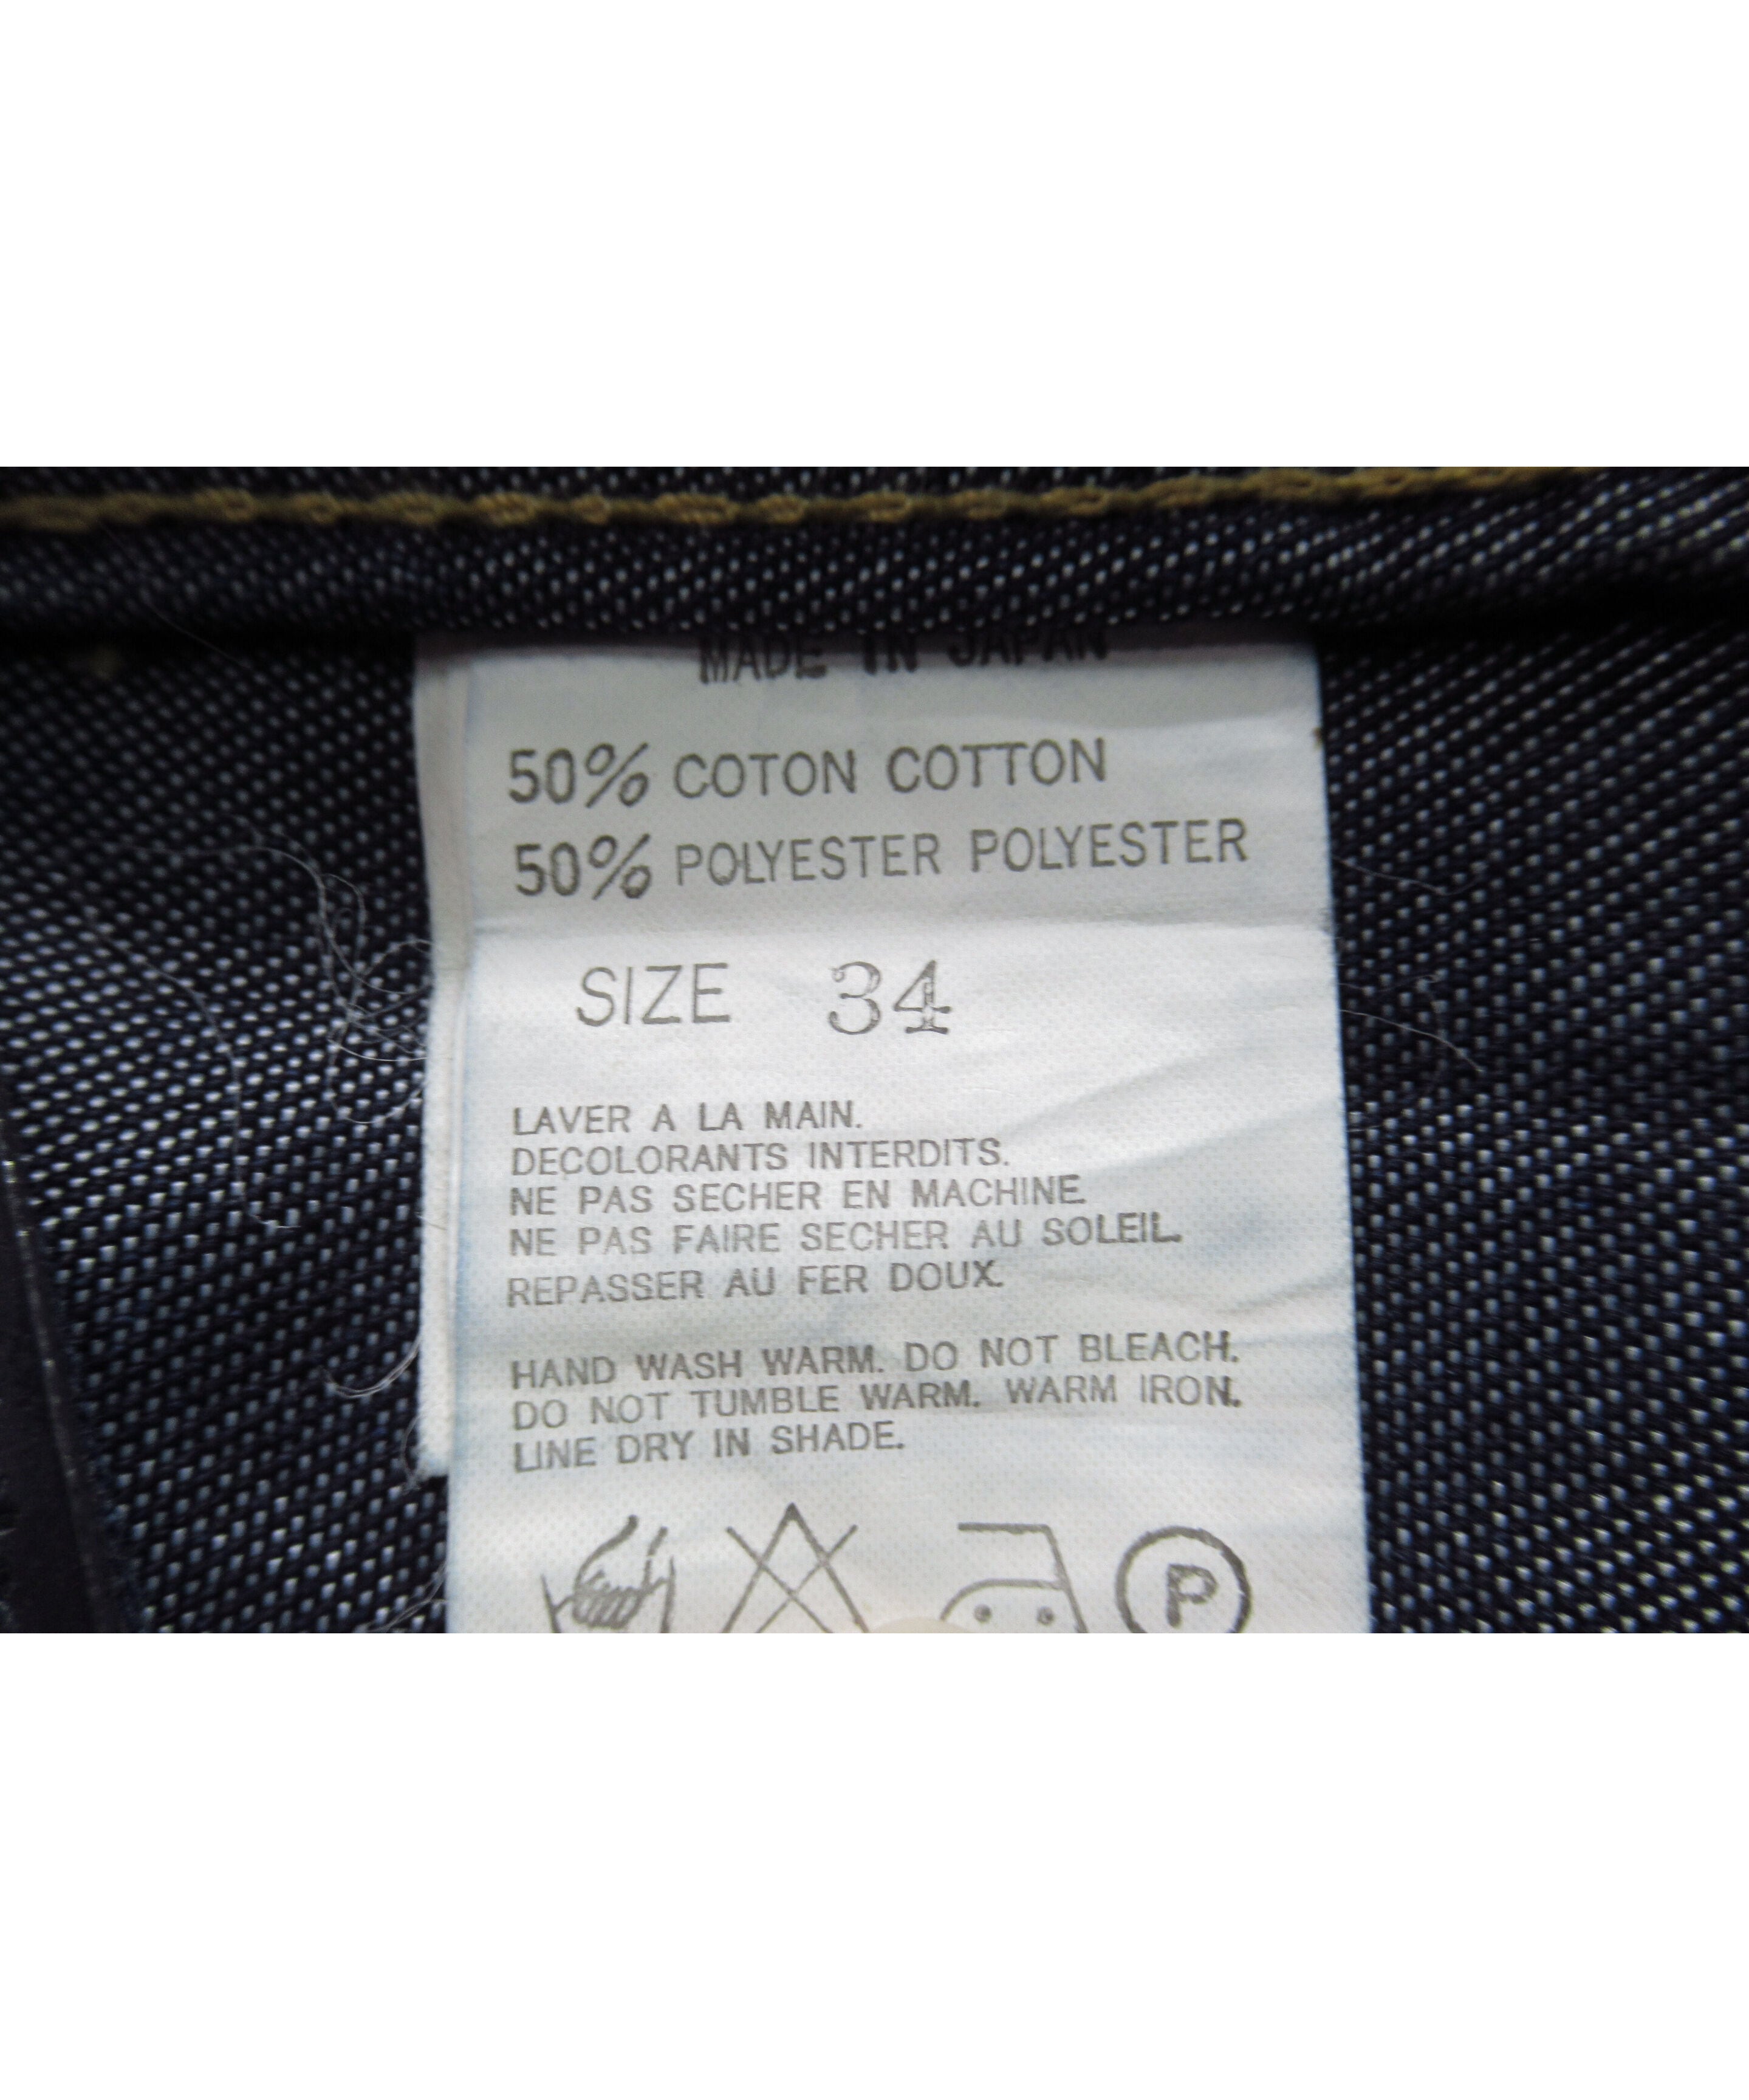 MADE IN JAPAN
50% COTON COTTON
50% POLYESTER POLYESTER
SIZE 34
LAVER A LA MAIN.
DECOLORANTS INTERDITS.
NE PAS SECHER EN MACHINE.
NE PAS FAIRE SECHER AU SOLEIL.
REPASSER AU FER DOUX.
HAND WASH WARM. DO NOT BLEACH.
DO NOT TUMBLE WARM. WARM IRON.
LINE DRY IN SHADE.
P